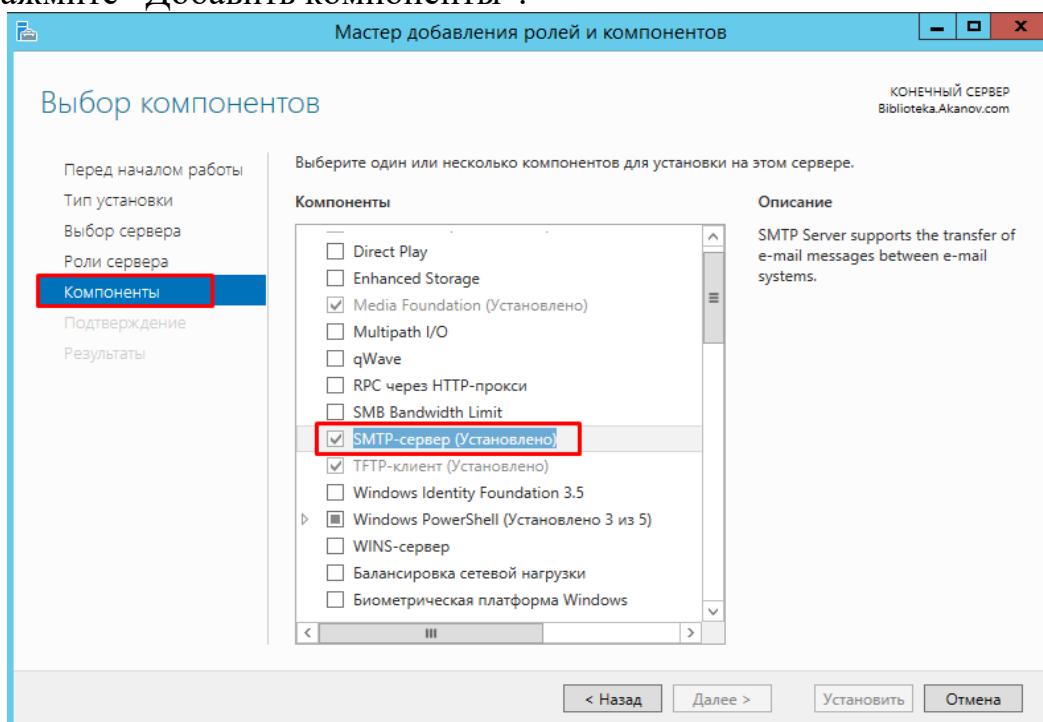 "Добавить компоненты".
Мастер добавления ролей и компонентов
Выбор компонентов
КОНЕЧНЫЙ СЕРВЕР
Biblioteka.Akanov.com
Перед началом работы
Тип установки
Выбор сервера
Роли сервера
Компоненты
Подтверждение
Результаты
Выберите один или несколько компонентов для установки на этом сервере.
Компоненты
Direct Play
Enhanced Storage
Media Foundation (Установлено)
Multipath I/O
qWave
RPC через HTTP-прокси
SMB Bandwidth Limit
SMTP-сервер (Установлено)
TFTP-клиент (Установлено)
Windows Identity Foundation 3.5
Windows PowerShell (Установлено 3 из 5)
WINS-сервер
Балансировка сетевой нагрузки
Биометрическая платформа Windows
Описание
SMTP Server supports the transfer of
e-mail messages between e-mail
systems.
< Назад
Далее >
Установить
Отмена